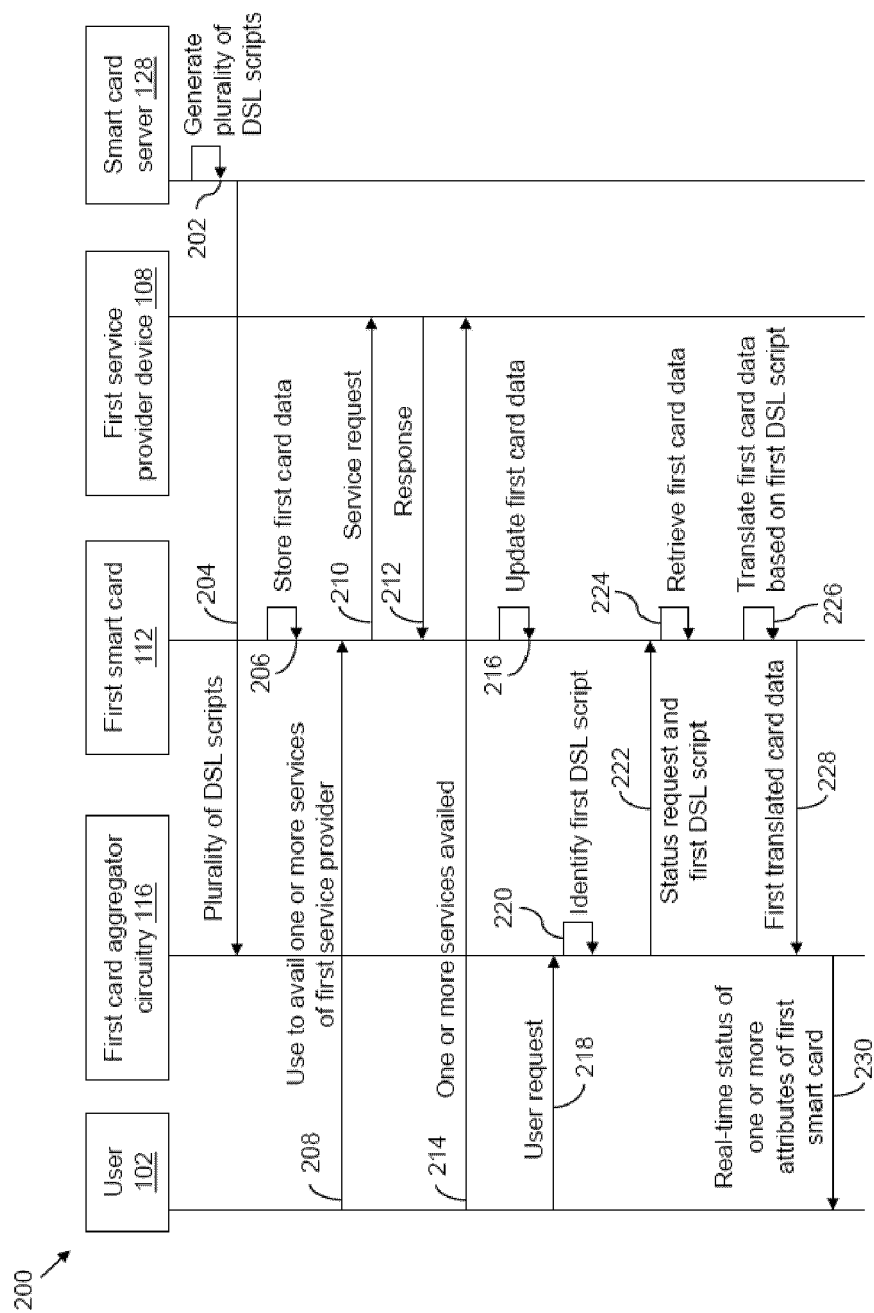 200
User
102
First card aggregator
circuitry 116
First smart card
112
First service
provider device 108
Smart card
server 128
Generate
plurality of
DSL scripts
202
204
Plurality of DSL scripts
Store first card data
206
Use to avail one or more services
of first service provider
208
210
Service request
212
Response
One or more services availed
214
Update first card data
216
User request
218
220
Identify first DSL script
222
Status request and
first DSL script
224
Retrieve first card data
Translate first card data
based on first DSL script
226
First translated card data
228
Real-time status of
one or more
attributes of first
smart card
230